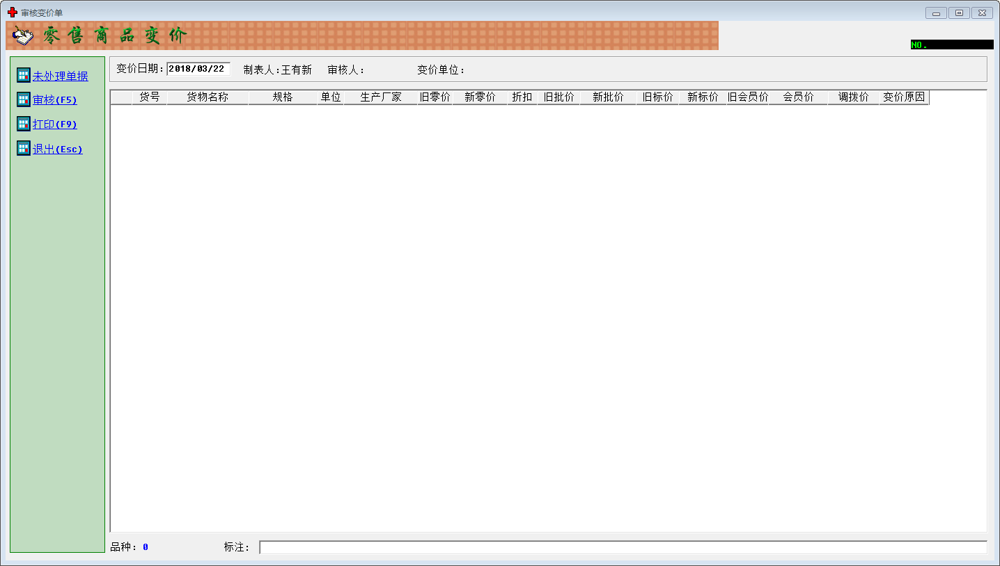 审核变价单
零售商品变价
NO.
未处理单据
审核(F5)
打印(F9)
退出(Esc)
变价日期: 2018/03/22 制表人:王有新 审核人: 变价单位:
货号 货物名称 规格 单位 生产厂家 旧零价 新零价 折扣 旧批价 新批价 旧标价 新标价 旧会员价 会员价 调拨价 变价原因
品种: 0 标注: